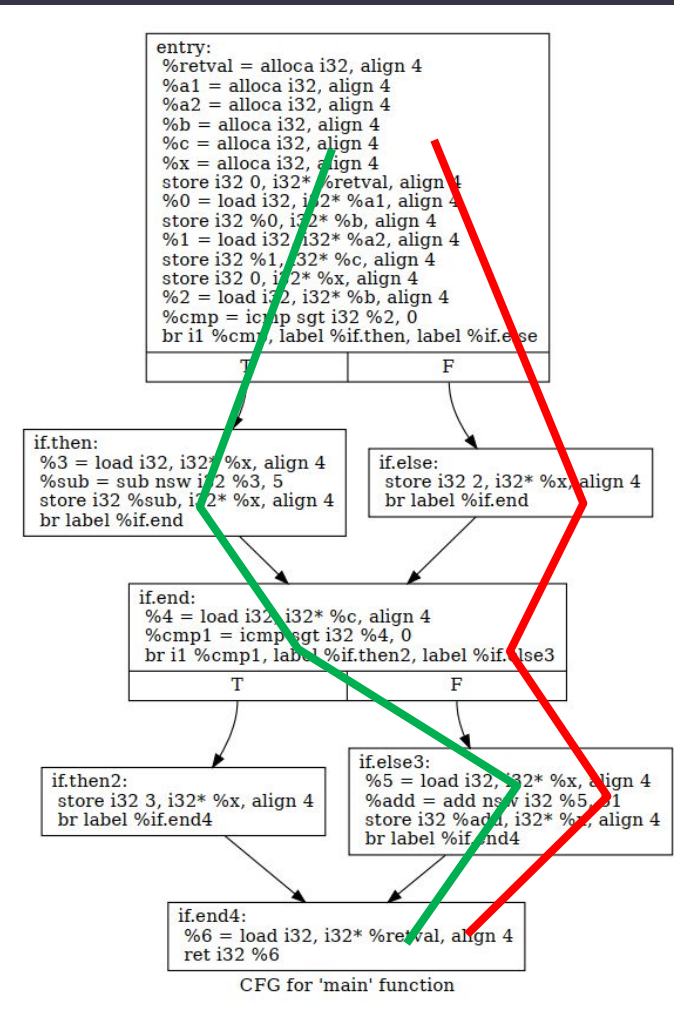 entry:
%retval = alloca i32, align 4
%a1 = alloca i32, align 4
%a2 = alloca i32, align 4
%b = alloca i32, align 4
%c = alloca i32, align 4
%x = alloca i32, align 4
store i32 0, i32* %retval, align 4
%0 = load i32, i32* %a1, align 4
store i32 %0, i32* %b, align 4
%1 = load i32, i32* %a2, align 4
store i32 %1, i32* %c, align 4
store i32 0, i32* %x, align 4
%2 = load i32, i32* %b, align 4
%cmp = icmp sgt i32 %2, 0
br i1 %cmp, label %if.then, label %if.else
T
F
if.then:
%3 = load i32, i32* %x, align 4
%sub = sub nsw i32 %3, 5
store i32 %sub, i32* %x, align 4
br label %if.end
if.else:
store i32 2, i32* %x, align 4
br label %if.end
if.end:
%4 = load i32, i32* %c, align 4
%cmp1 = icmp sgt i32 %4, 0
br i1 %cmp1, label %if.then2, label %if.else3
T
F
if.then2:
store i32 3, i32* %x, align 4
br label %if.end4
if.else3:
%5 = load i32, i32* %x, align 4
%add = add nsw i32 %5,
store i32 %add, i32* %x, align 4
br label %if.end4
if.end4:
%6 = load i32, i32* %retval, align 4
ret i32 %6
CFG for 'main' function